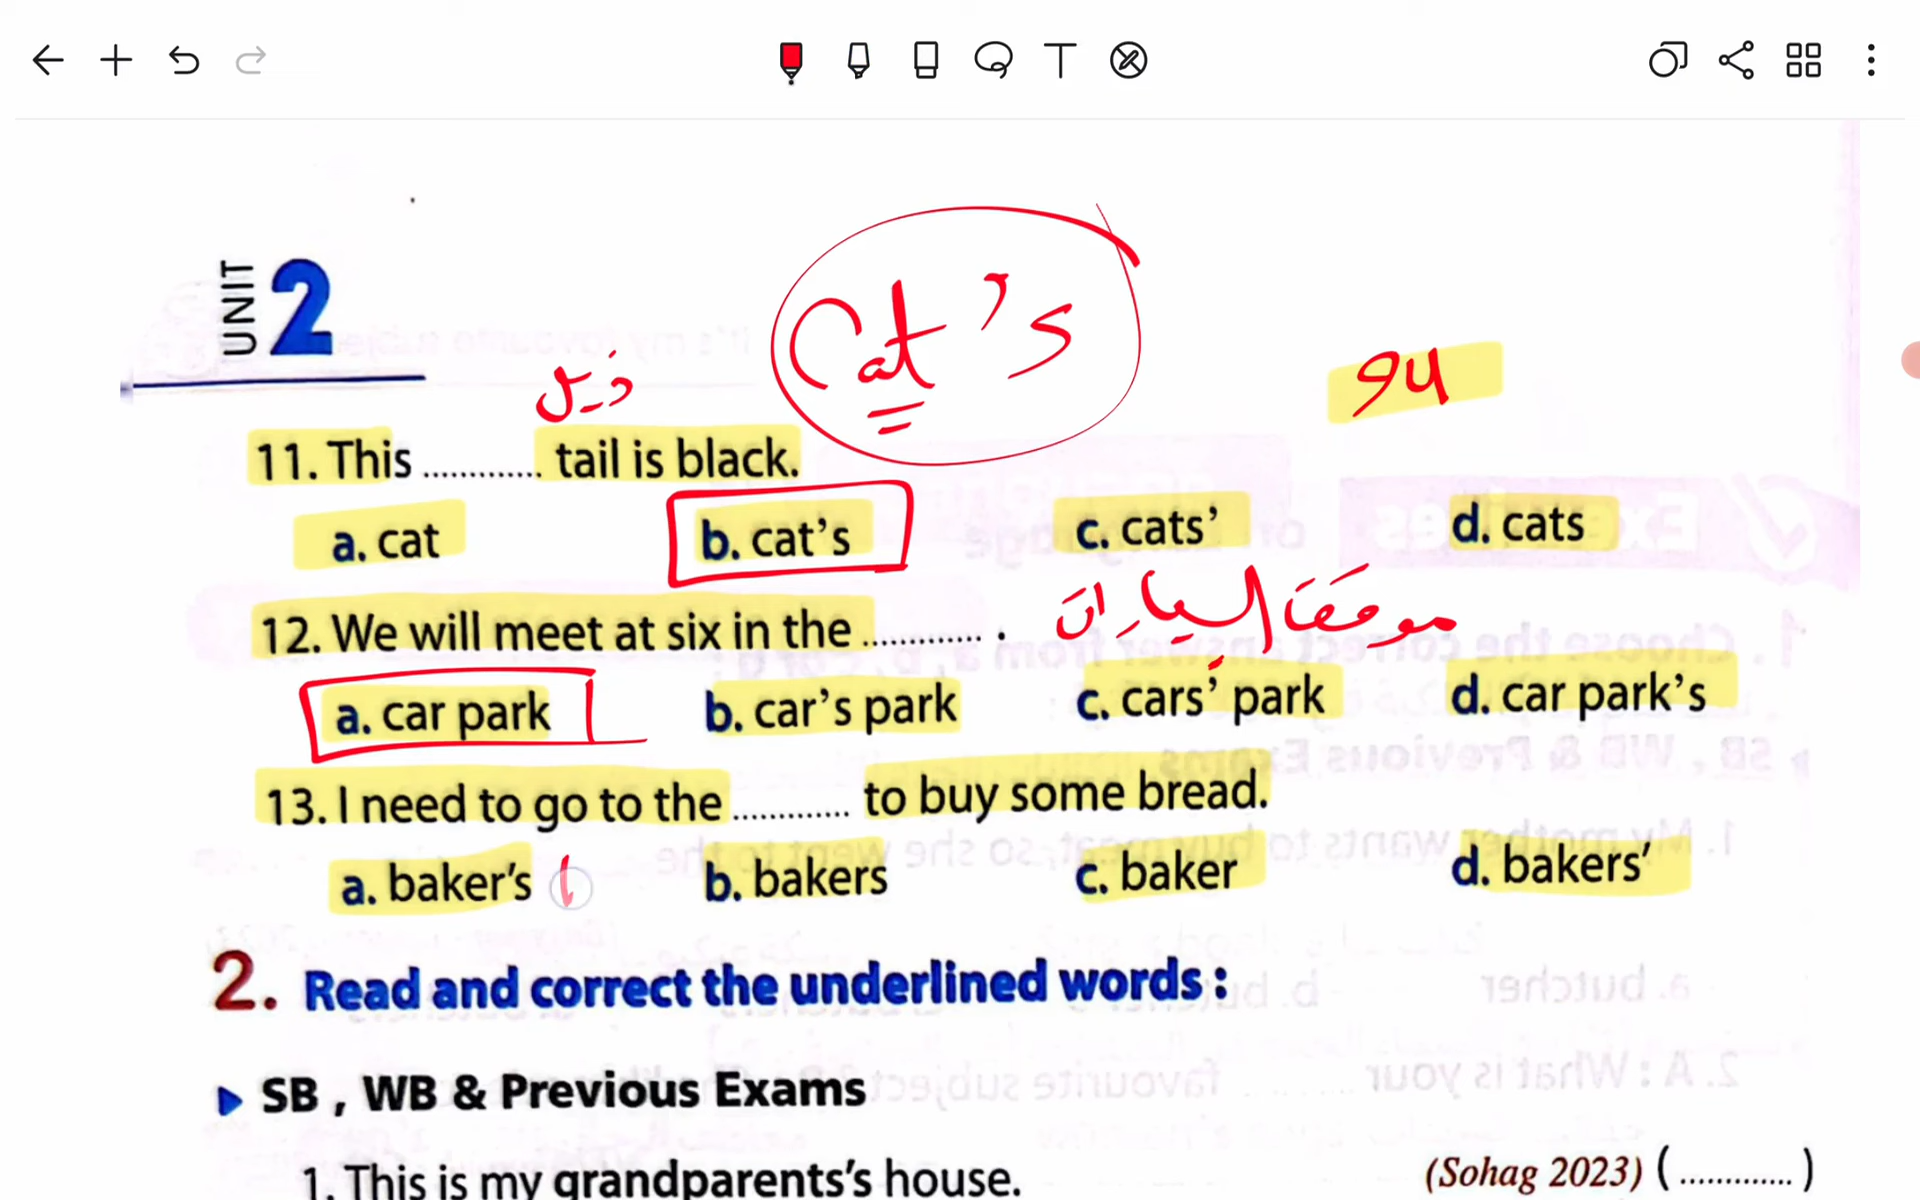 UNIT 2
Cat's
ذيل
94
11. This ............. tail is black.
a. cat b. cat's c. cats' d. cats
موقف السيارات
12. We will meet at six in the ............. .
a. car park b. car's park c. cars' park d. car park's
13. I need to go to the ............. to buy some bread.
a. baker's b. bakers c. baker d. bakers'
2. Read and correct the underlined words :
SB , WB & Previous Exams
1. This is my grandparents's house. (Sohag 2023) (.............)